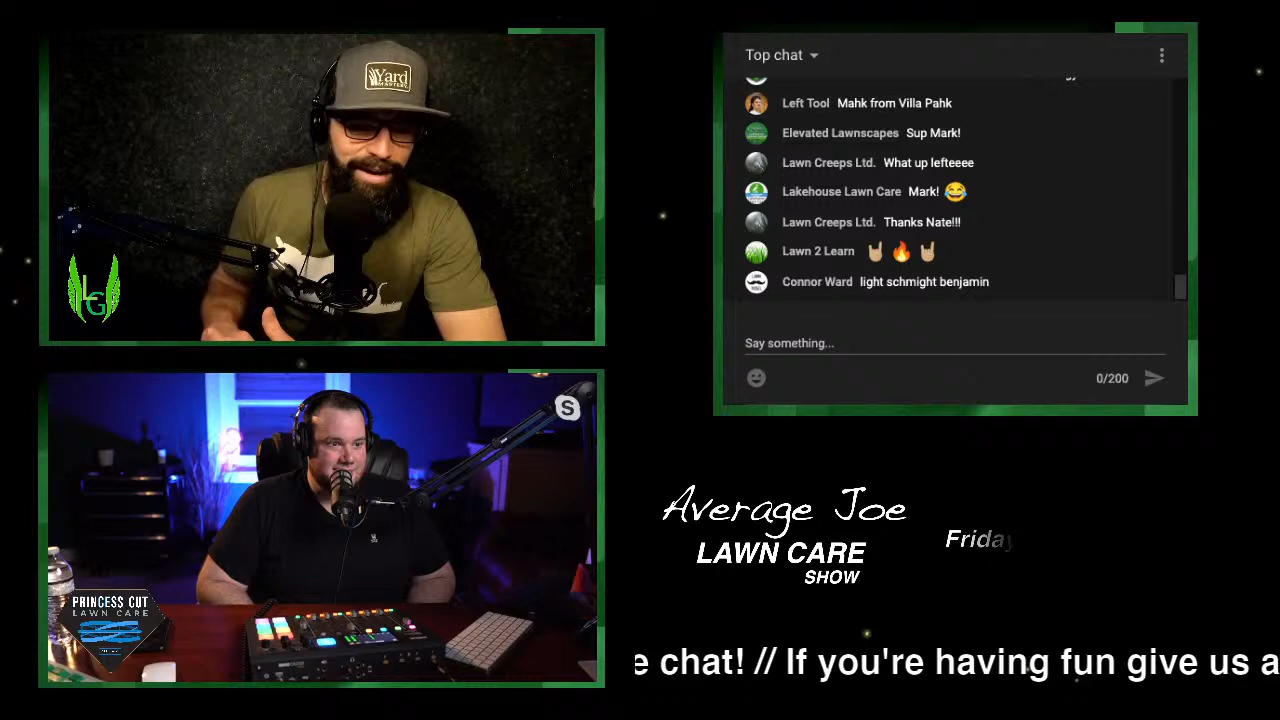 Yard
LG
PRINCESS CUT
LAWN CARE
S
Top chat
Left Tool Mahk from Villa Pahk
Elevated Lawnscapes Sup Mark!
Lawn Creeps Ltd. What up lefteeee
Lakehouse Lawn Care Mark! 😂
Lawn Creeps Ltd. Thanks Nate!!!
Lawn 2 Learn 🤘🏼 🔥 🤘🏼
Connor Ward light schmight benjamin
Say something...
0/200
Average Joe
LAWN CARE
SHOW
Friday
e chat! // If you're having fun give us a